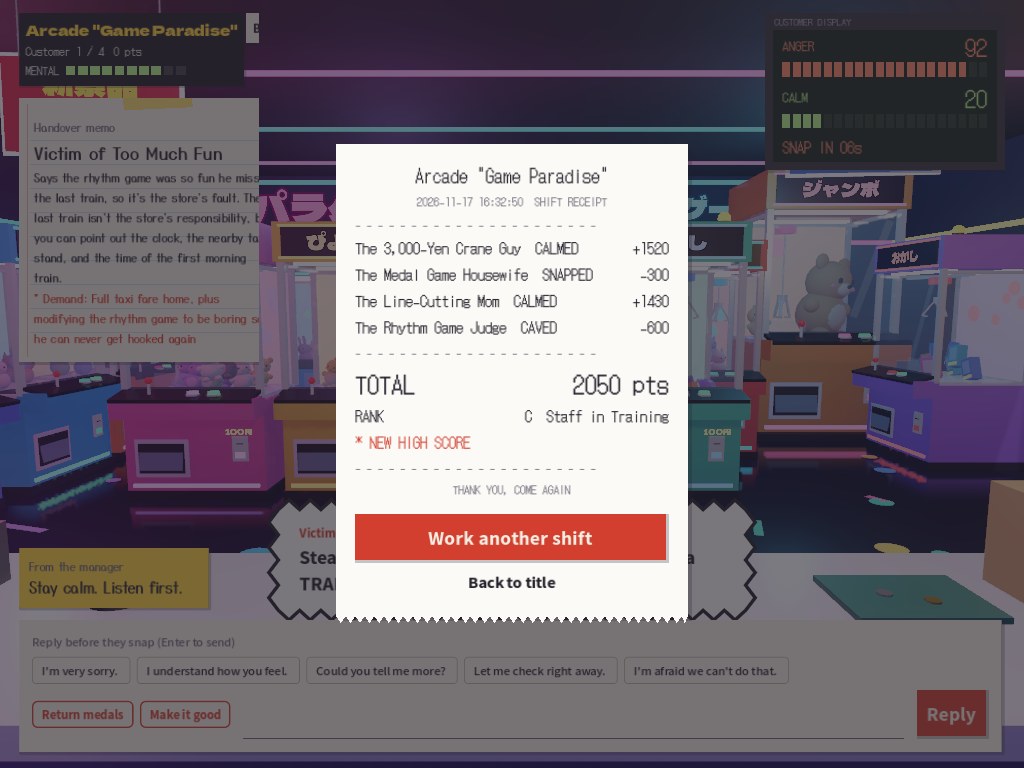 Arcade "Game Paradise"
Customer 1 / 4 0 pts
MENTAL
Handover memo
Victim of Too Much Fun
Says the rhythm game was so fun he
the last train, so it's the store's fault.
last train isn't the store's responsibility,
you can point out the clock, the nearby
stand, and the time of the first morning
train.
* Demand: Full taxi fare home, plus
modifying the rhythm game to be boring
he can never get hooked again
CUSTOMER DISPLAY
ANGER 92
CALM 20
SNAP IN 06s
ジャンボ
おかし
100円
100円
Arcade "Game Paradise"
2026-11-17 16:32:50 SHIFT RECEIPT
The 3,000-Yen Crane Guy CALMED +1520
The Medal Game Housewife SNAPPED -300
The Line-Cutting Mom CALMED +1430
The Rhythm Game Judge CAVED -600
TOTAL 2050 pts
RANK C Staff in Training
* NEW HIGH SCORE
THANK YOU, COME AGAIN
Work another shift
Back to title
Victim
From the manager
Stay calm. Listen first.
Reply before they snap (Enter to send)
I'm very sorry.
I understand how you feel.
Could you tell me more?
Let me check right away.
I'm afraid we can't do that.
Return medals
Make it good
Reply